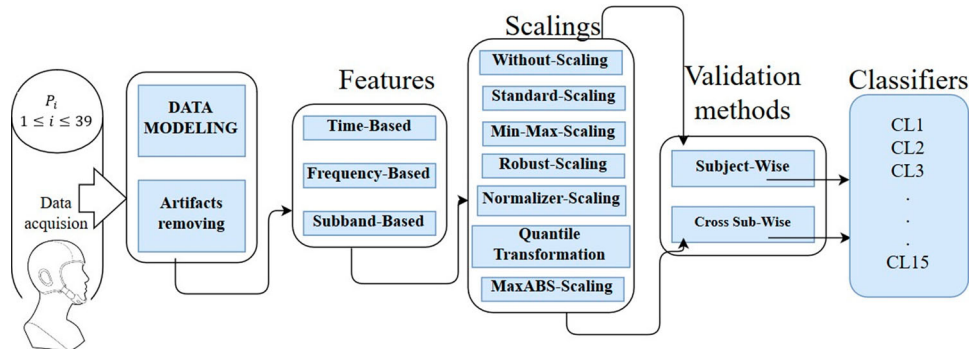 P_i
1 ≤ i ≤ 39
Data
acquision
DATA
MODELING
Artifacts
removing
Features
Time-Based
Frequency-Based
Subband-Based
Scalings
Without-Scaling
Standard-Scaling
Min-Max-Scaling
Robust-Scaling
Normalizer-Scaling
Quantile
Transformation
MaxABS-Scaling
Validation
methods
Subject-Wise
Cross Sub-Wise
Classifiers
CL1
CL2
CL3
.
.
.
CL15